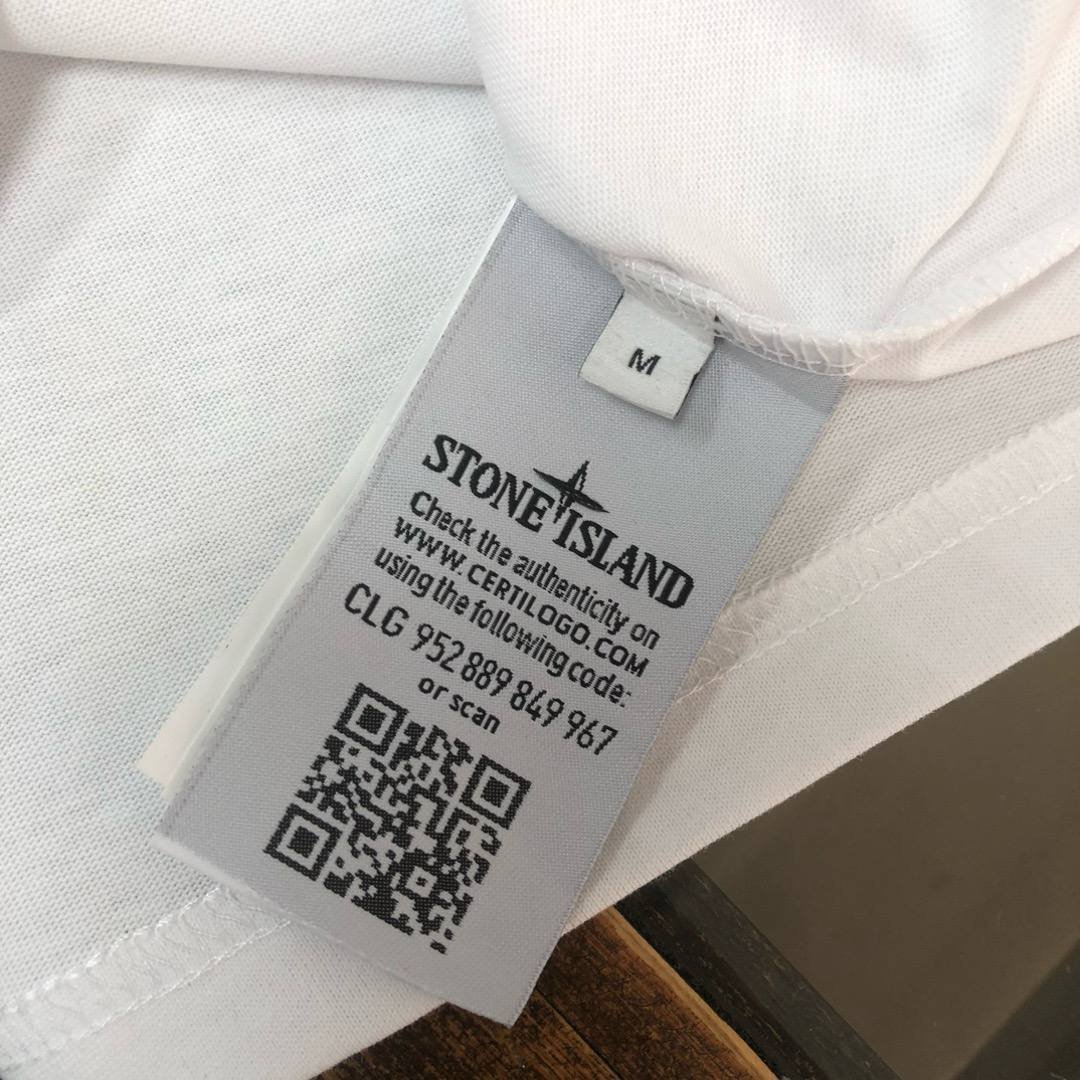 M
STONE ISLAND
Check the authenticity on
WWW.CERTILOGO.COM
using the following code:
CLG 952 889 849 967
or scan